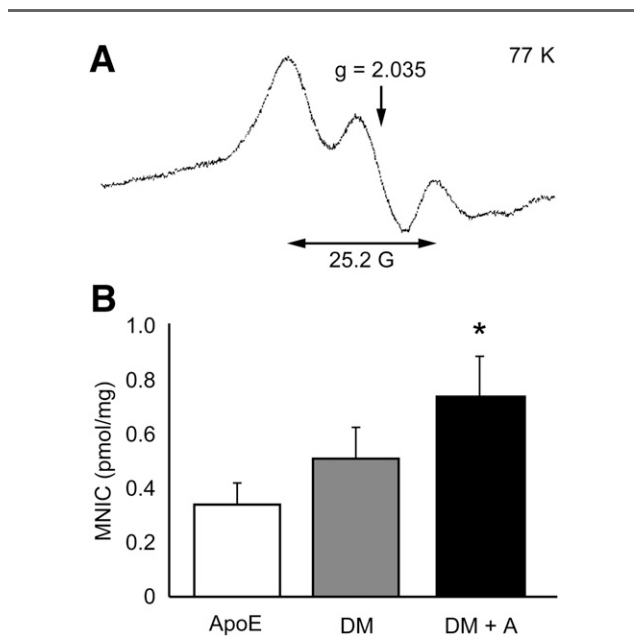 A
77 K
g = 2.035
25.2 G
B
MNIC (pmol/mg)
1.0
0.8
0.6
0.4
0.2
0
*
ApoE
DM
DM + A